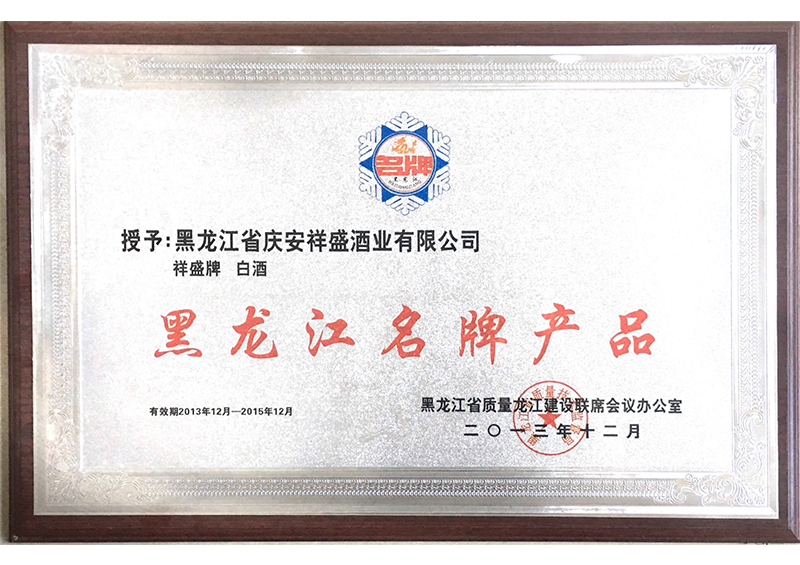 名牌
黑龙江
授予:黑龙江省庆安祥盛酒业有限公司
祥盛牌 白酒
黑龙江名牌产品
有效期2013年12月—2015年12月
黑龙江省质量龙江建设联席会议办公室
二〇一三年十二月